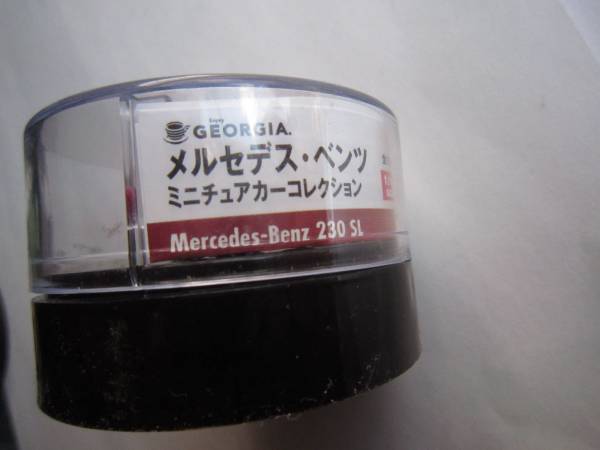 Enjoy
GEORGIA.
メルセデス・ベンツ
ミニチュアカーコレクション
Mercedes-Benz 230 SL